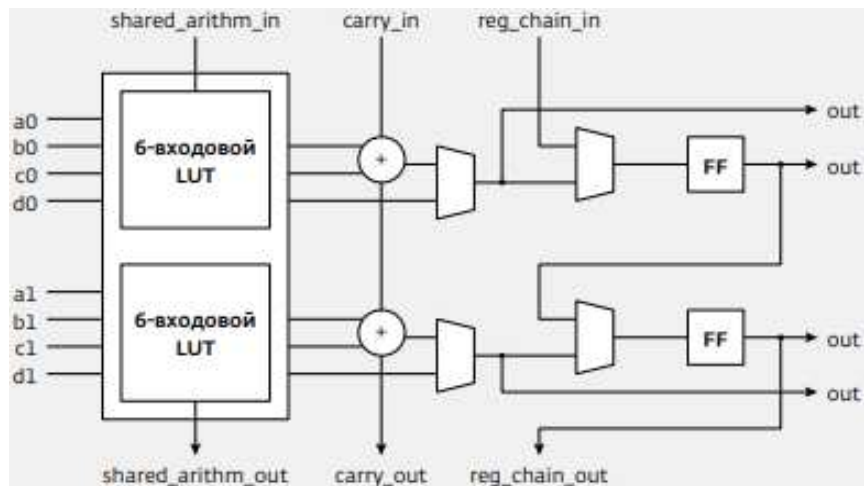 shared_arithm_in carry_in reg_chain_in
a0
b0
c0
d0
6-входовой
LUT
+
FF
out
out
a1
b1
c1
d1
6-входовой
LUT
+
FF
out
out
shared_arithm_out carry_out reg_chain_out